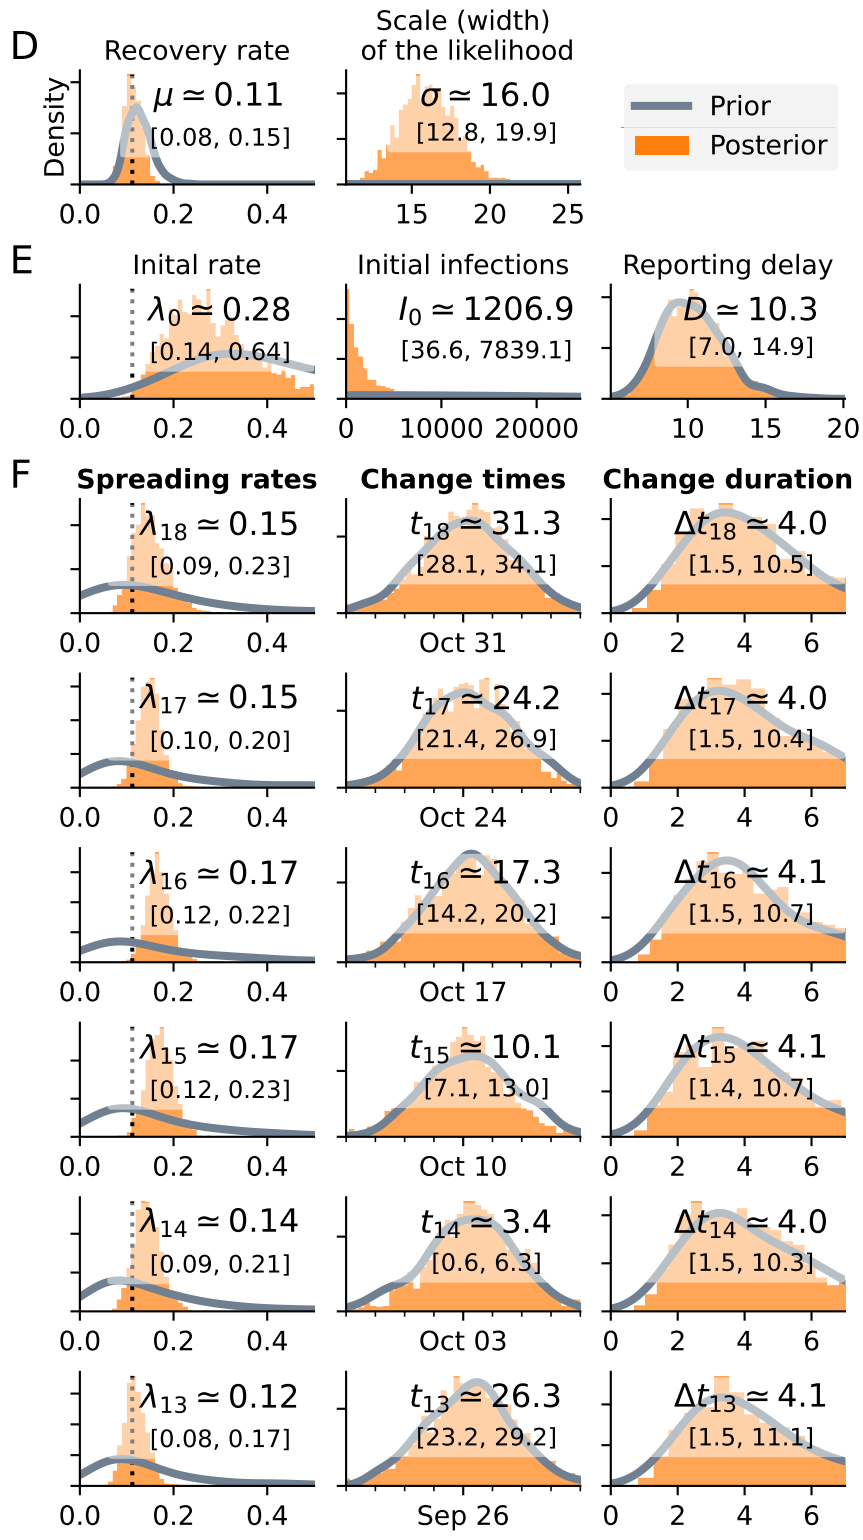 D
Recovery rate
Scale (width)
of the likelihood
Density
μ ≃ 0.11
[0.08, 0.15]
0.0 0.2 0.4
σ ≃ 16.0
[12.8, 19.9]
15 20 25
Prior
Posterior
E
Inital rate
λ0 ≃ 0.28
[0.14, 0.64]
0.0 0.2 0.4
Initial infections
I0 ≃ 1206.9
[36.6, 7839.1]
0 10000 20000
Reporting delay
D ≃ 10.3
[7.0, 14.9]
10 15 20
F
Spreading rates Change times Change duration
λ18 ≃ 0.15
[0.09, 0.23]
0.0 0.2 0.4
t18 ≃ 31.3
[28.1, 34.1]
Oct 31
Δt18 ≃ 4.0
[1.5, 10.5]
0 2 4 6
λ17 ≃ 0.15
[0.10, 0.20]
0.0 0.2 0.4
t17 ≃ 24.2
[21.4, 26.9]
Oct 24
Δt17 ≃ 4.0
[1.5, 10.4]
0 2 4 6
λ16 ≃ 0.17
[0.12, 0.22]
0.0 0.2 0.4
t16 ≃ 17.3
[14.2, 20.2]
Oct 17
Δt16 ≃ 4.1
[1.5, 10.7]
0 2 4 6
λ15 ≃ 0.17
[0.12, 0.23]
0.0 0.2 0.4
t15 ≃ 10.1
[7.1, 13.0]
Oct 10
Δt15 ≃ 4.1
[1.4, 10.7]
0 2 4 6
λ14 ≃ 0.14
[0.09, 0.21]
0.0 0.2 0.4
t14 ≃ 3.4
[0.6, 6.3]
Oct 03
Δt14 ≃ 4.0
[1.5, 10.3]
0 2 4 6
λ13 ≃ 0.12
[0.08, 0.17]
0.0 0.2 0.4
t13 ≃ 26.3
[23.2, 29.2]
Sep 26
Δt13 ≃ 4.1
[1.5, 11.1]
0 2 4 6